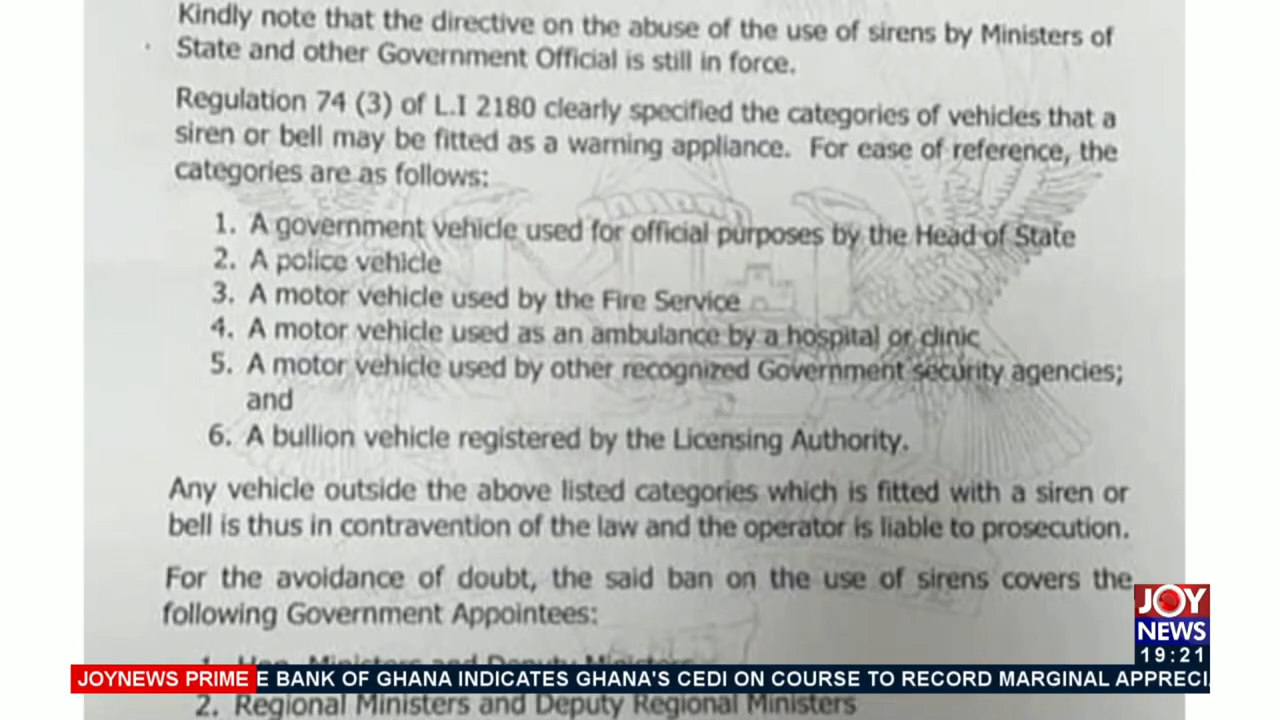 Kindly note that the directive on the abuse of the use of sirens by Ministers of
State and other Government Official is still in force.
Regulation 74 (3) of L.I 2180 clearly specified the categories of vehicles that a
siren or bell may be fitted as a warning appliance. For ease of reference, the
categories are as follows:
1. A government vehicle used for official purposes by the Head of State
2. A police vehicle
3. A motor vehicle used by the Fire Service
4. A motor vehicle used as an ambulance by a hospital or clinic
5. A motor vehicle used by other recognized Government security agencies;
and
6. A bullion vehicle registered by the Licensing Authority.
Any vehicle outside the above listed categories which is fitted with a siren or
bell is thus in contravention of the law and the operator is liable to prosecution.
For the avoidance of doubt, the said ban on the use of sirens covers the
following Government Appointees:
1. Hon. Ministers and Deputy Ministers
2. Regional Ministers and Deputy Regional Ministers
JOY
NEWS
19:21
JOYNEWS PRIME E BANK OF GHANA INDICATES GHANA'S CEDI ON COURSE TO RECORD MARGINAL APPRECI